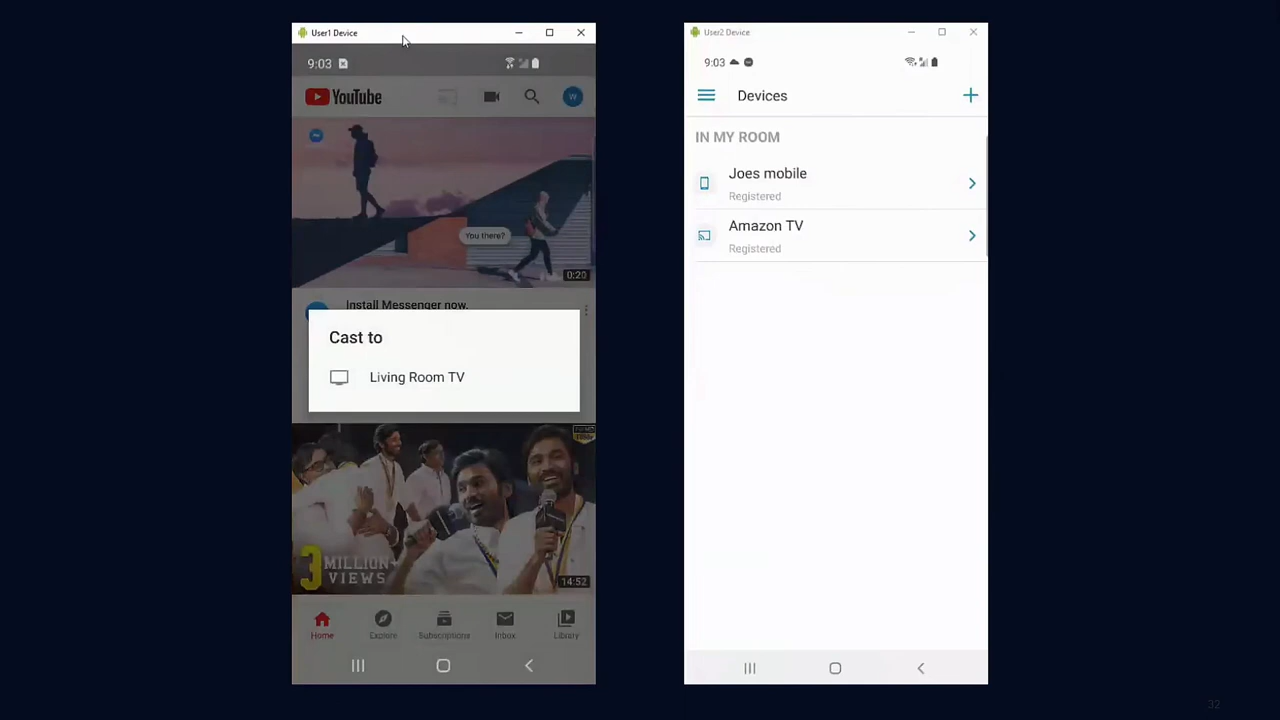 User1 Device
9:03
YouTube
W
You there?
0:20
Install Messenger now.
Cast to
Living Room TV
3 MILLION+
VIEWS
14:52
Home
Explore
Subscriptions
Inbox
Library
User2 Device
9:03
Devices
IN MY ROOM
Joes mobile
Registered
Amazon TV
Registered
32